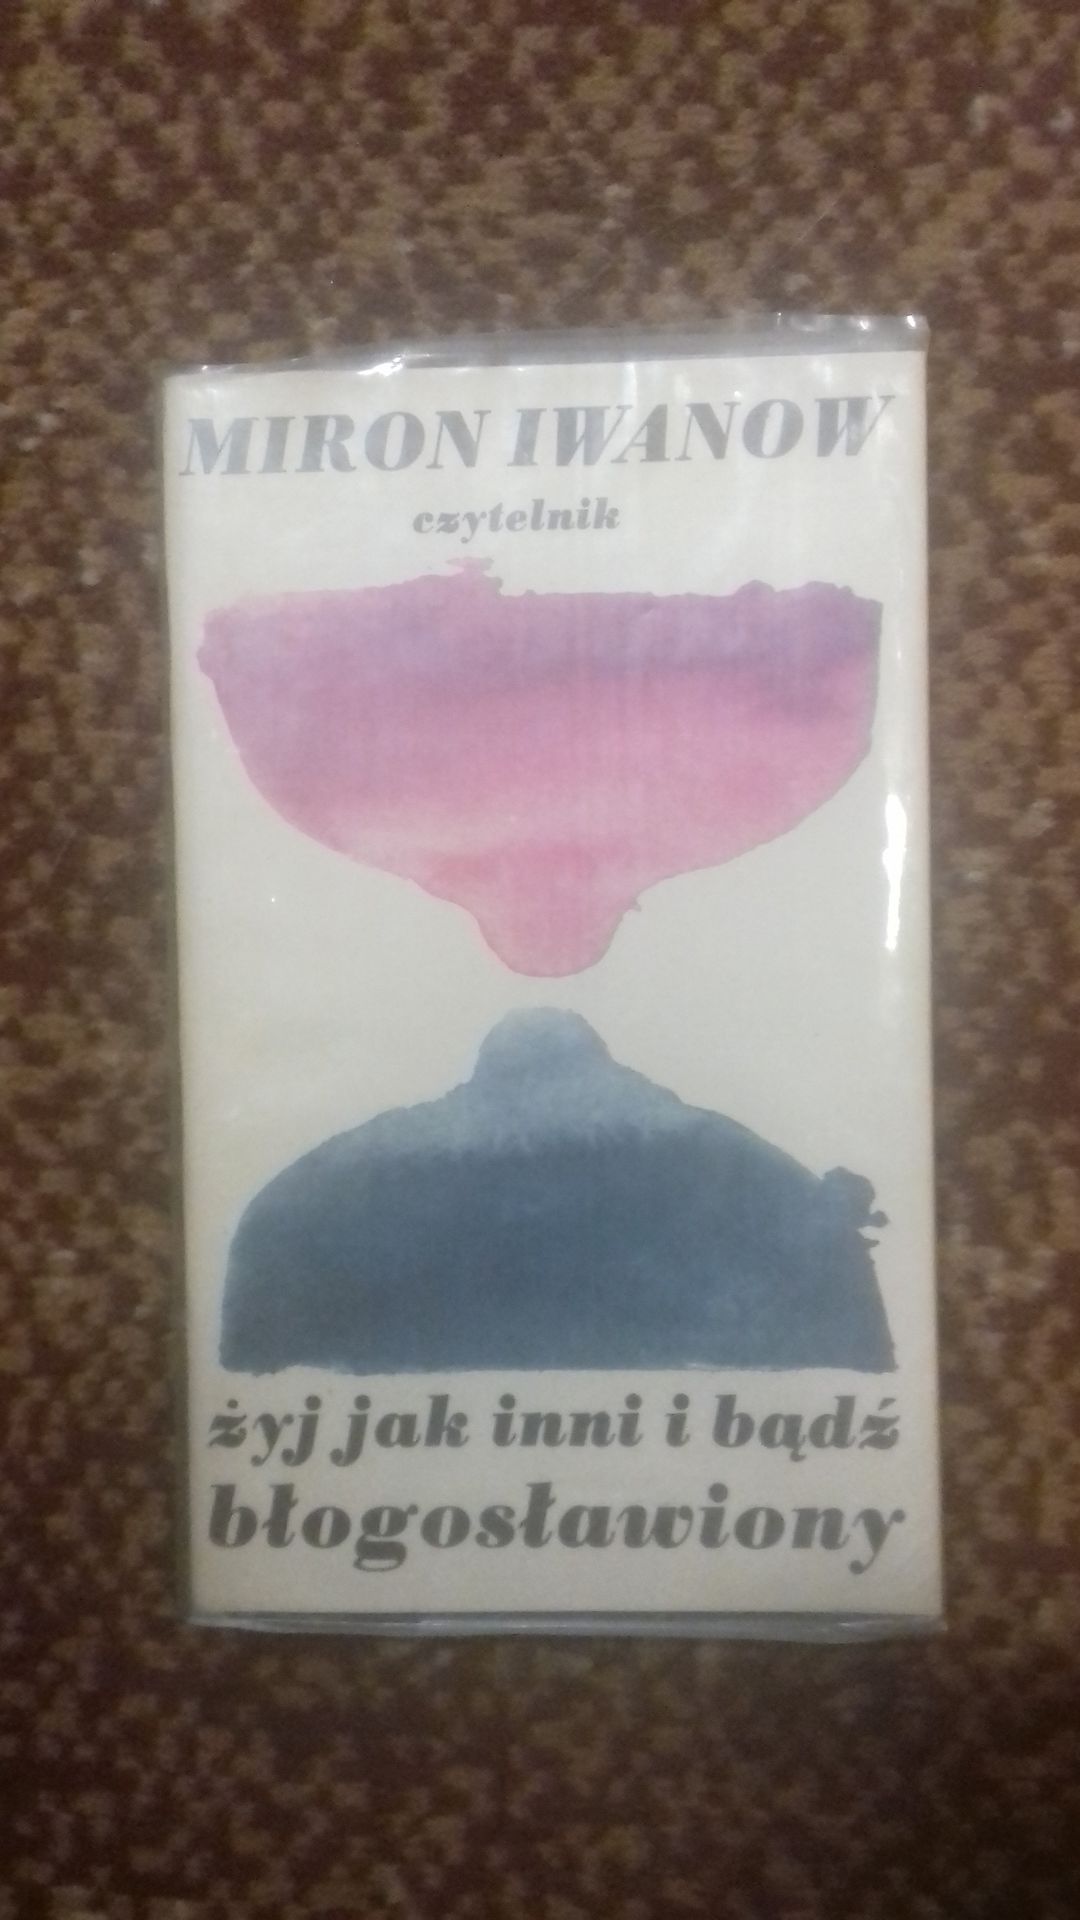 MIRON IWANOW
czytelnik
żyj jak inni i bądź
błogosławiony